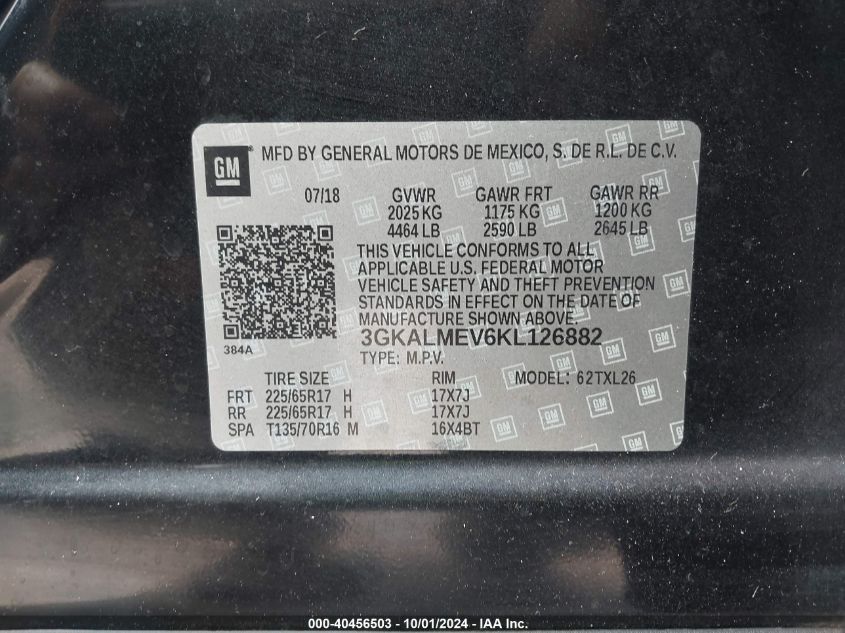 GM MFD BY GENERAL MOTORS DE MEXICO, S. DE R.L. DE C.V.
07/18 GVWR GAWR FRT GAWR RR
2025 KG 1175 KG 1200 KG
4464 LB 2590 LB 2645 LB
THIS VEHICLE CONFORMS TO ALL
APPLICABLE U.S. FEDERAL MOTOR
VEHICLE SAFETY AND THEFT PREVENTION
STANDARDS IN EFFECT ON THE DATE OF
MANUFACTURE SHOWN ABOVE.
3GKALMEV6KL126882
384A
TYPE: M.P.V.
TIRE SIZE RIM MODEL: 62TXL26
FRT 225/65R17 H 17X7J
RR 225/65R17 H 17X7J
SPA T135/70R16 M 16X4BT
000-40456503 - 10/01/2024 - IAA Inc.